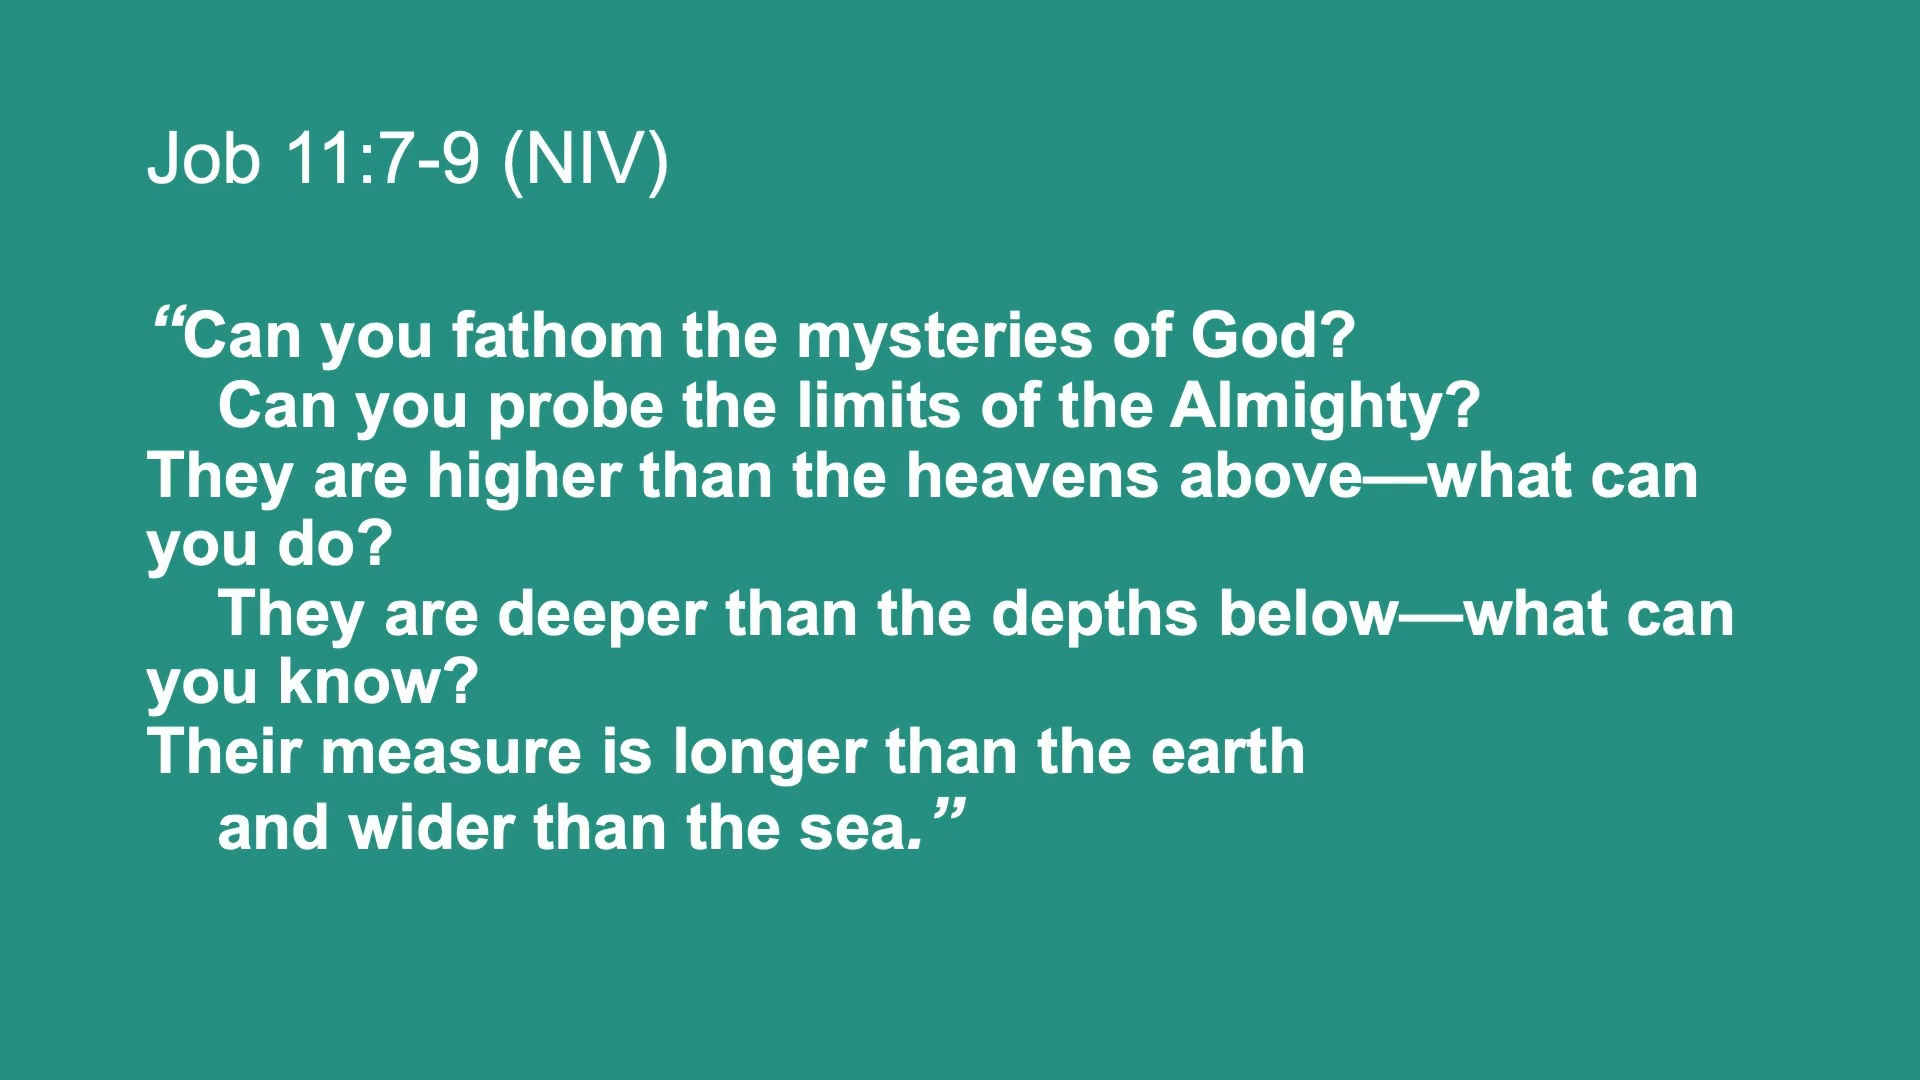 Job 11:7-9 (NIV)
“Can you fathom the mysteries of God?
Can you probe the limits of the Almighty?
They are higher than the heavens above—what can
you do?
They are deeper than the depths below—what can
you know?
Their measure is longer than the earth
and wider than the sea.”